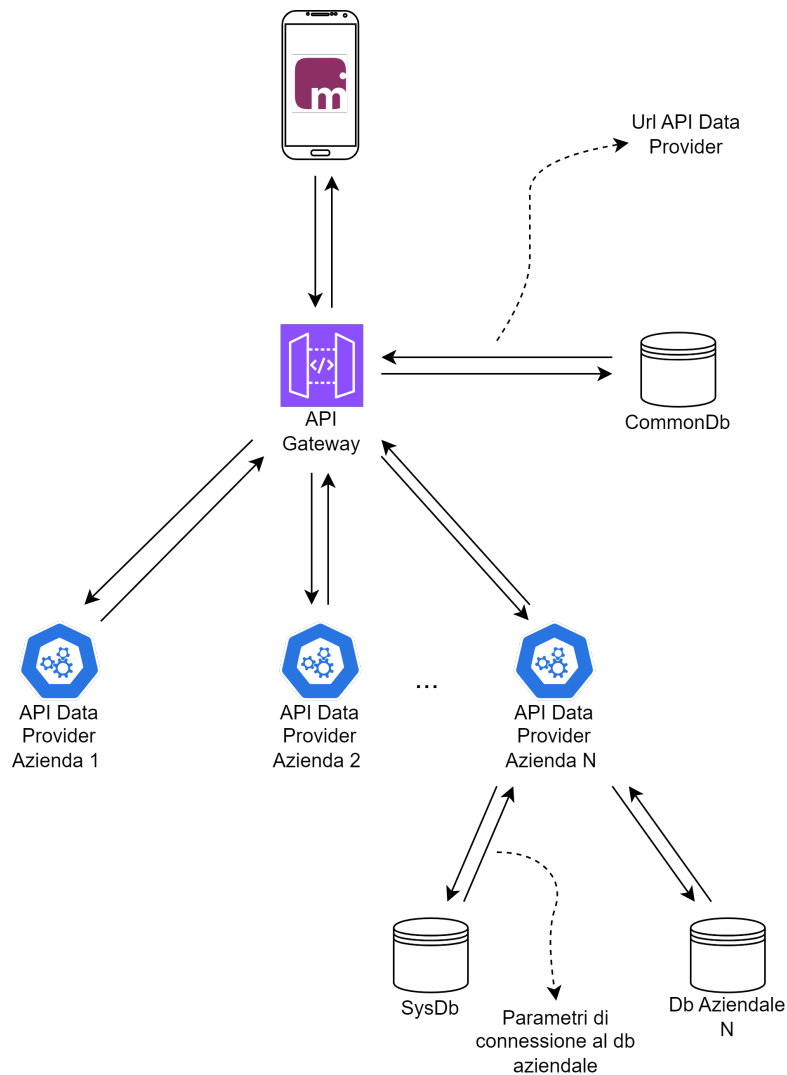 m
Url API Data
Provider
</>
API
Gateway
CommonDb
API Data
Provider
Azienda 1
API Data
Provider
Azienda 2
...
API Data
Provider
Azienda N
SysDb
Db Aziendale
N
Parametri di
connessione al db
aziendale